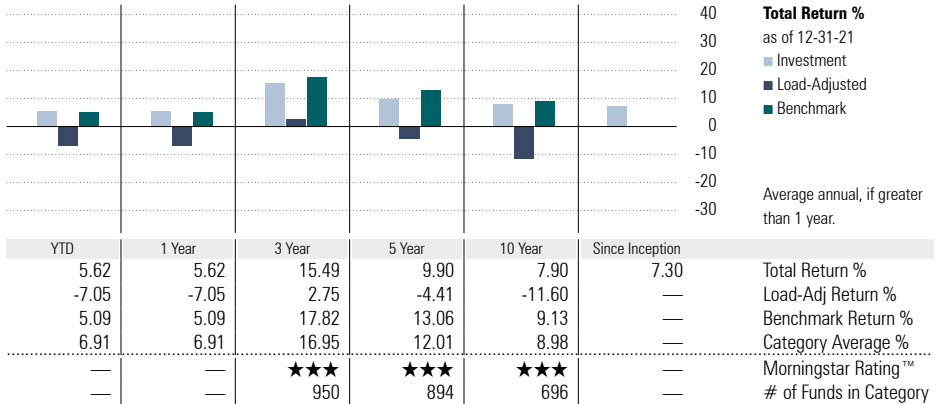 40 Total Return %
30 as of 12-31-21
Investment
20 Load-Adjusted
10 Benchmark
0
-10
-20 Average annual, if greater
-30 than 1 year.
YTD 1 Year 3 Year 5 Year 10 Year Since Inception
5.62 5.62 15.49 9.90 7.90 7.30 Total Return %
-7.05 -7.05 2.75 -4.41 -11.60 — Load-Adj Return %
5.09 5.09 17.82 13.06 9.13 — Benchmark Return %
6.91 6.91 16.95 12.01 8.98 — Category Average %
— — ★★★ ★★★ ★★★ — Morningstar Rating™
— — 950 894 696 — # of Funds in Category